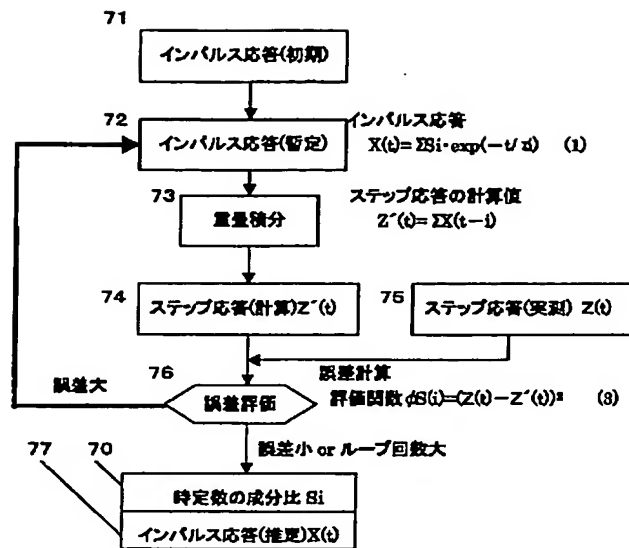 71
インパルス応答(初期)
72
インパルス応答
インパルス応答(暫定)
X(t)=ΣSi・exp(-t/τi) (1)
73
ステップ応答の計算値
重畳積分
Z´(t)=ΣX(t-i)
74
ステップ応答(計算)Z´(t)
75
ステップ応答(実測) Z(t)
誤差大
76
誤差計算
誤差評価
評価関数φS(i)=(Z(t)-Z´(t))² (3)
誤差小 or ループ回数大
77
70
時定数の成分比 Si
インパルス応答(推定)X(t)